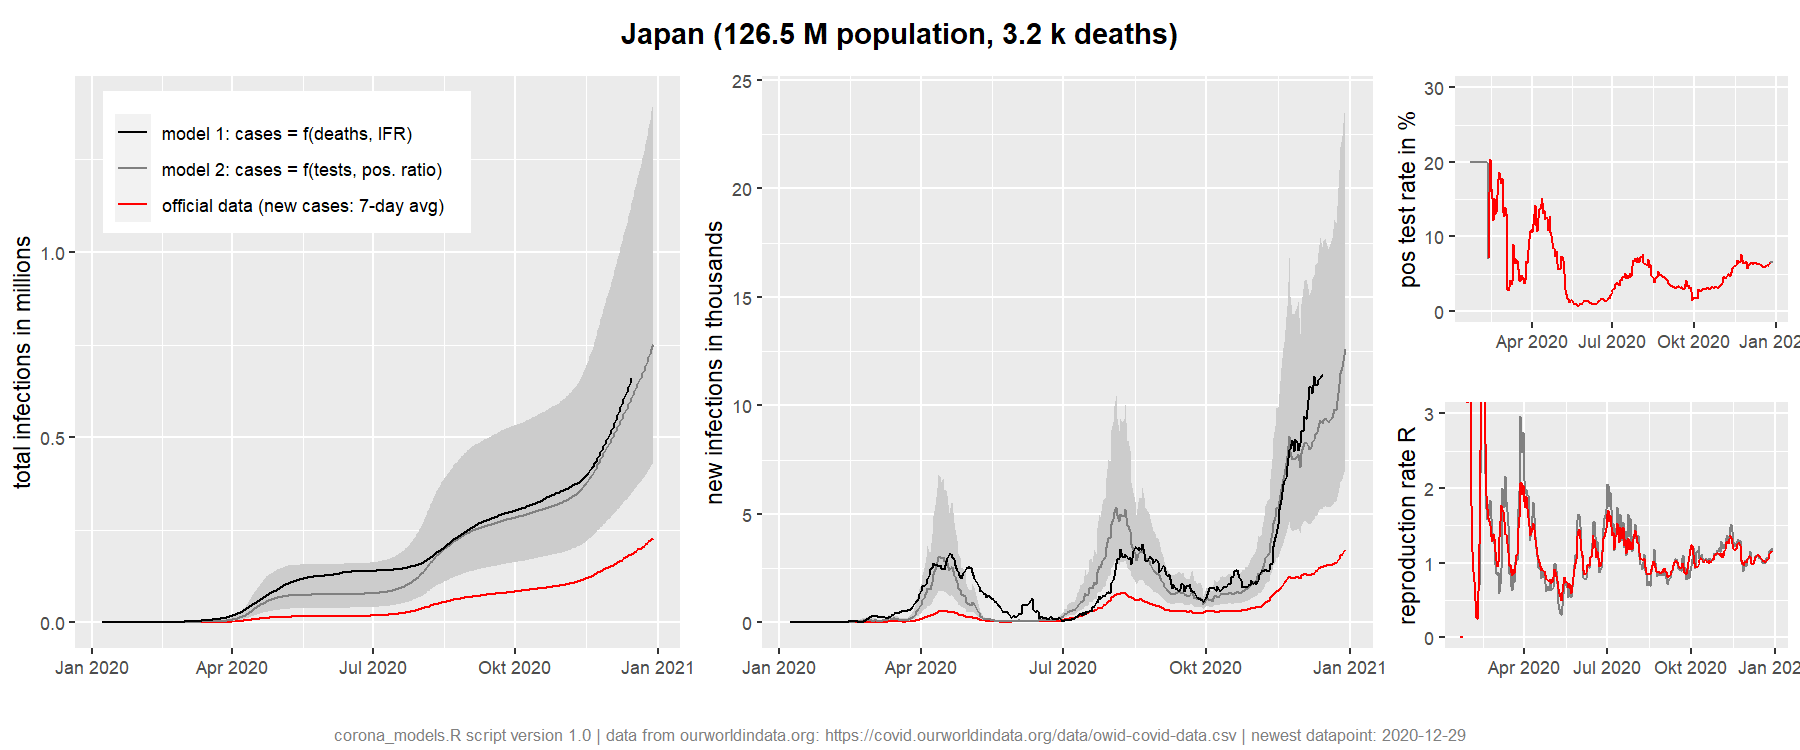 Japan (126.5 M population, 3.2 k deaths)
total infections in millions
1.0
0.5
0.0
model 1: cases = f(deaths, IFR)
model 2: cases = f(tests, pos. ratio)
official data (new cases: 7-day avg)
Jan 2020 Apr 2020 Jul 2020 Okt 2020 Jan 2021
new infections in thousands
25
20
15
10
5
0
Jan 2020 Apr 2020 Jul 2020 Okt 2020 Jan 2021
pos test rate in %
30
20
10
0
Apr 2020 Jul 2020 Okt 2020 Jan 202
reproduction rate R
3
2
1
0
Apr 2020 Jul 2020 Okt 2020 Jan 202
corona_models.R script version 1.0 | data from ourworldindata.org: https://covid.ourworldindata.org/data/owid-covid-data.csv | newest datapoint: 2020-12-29